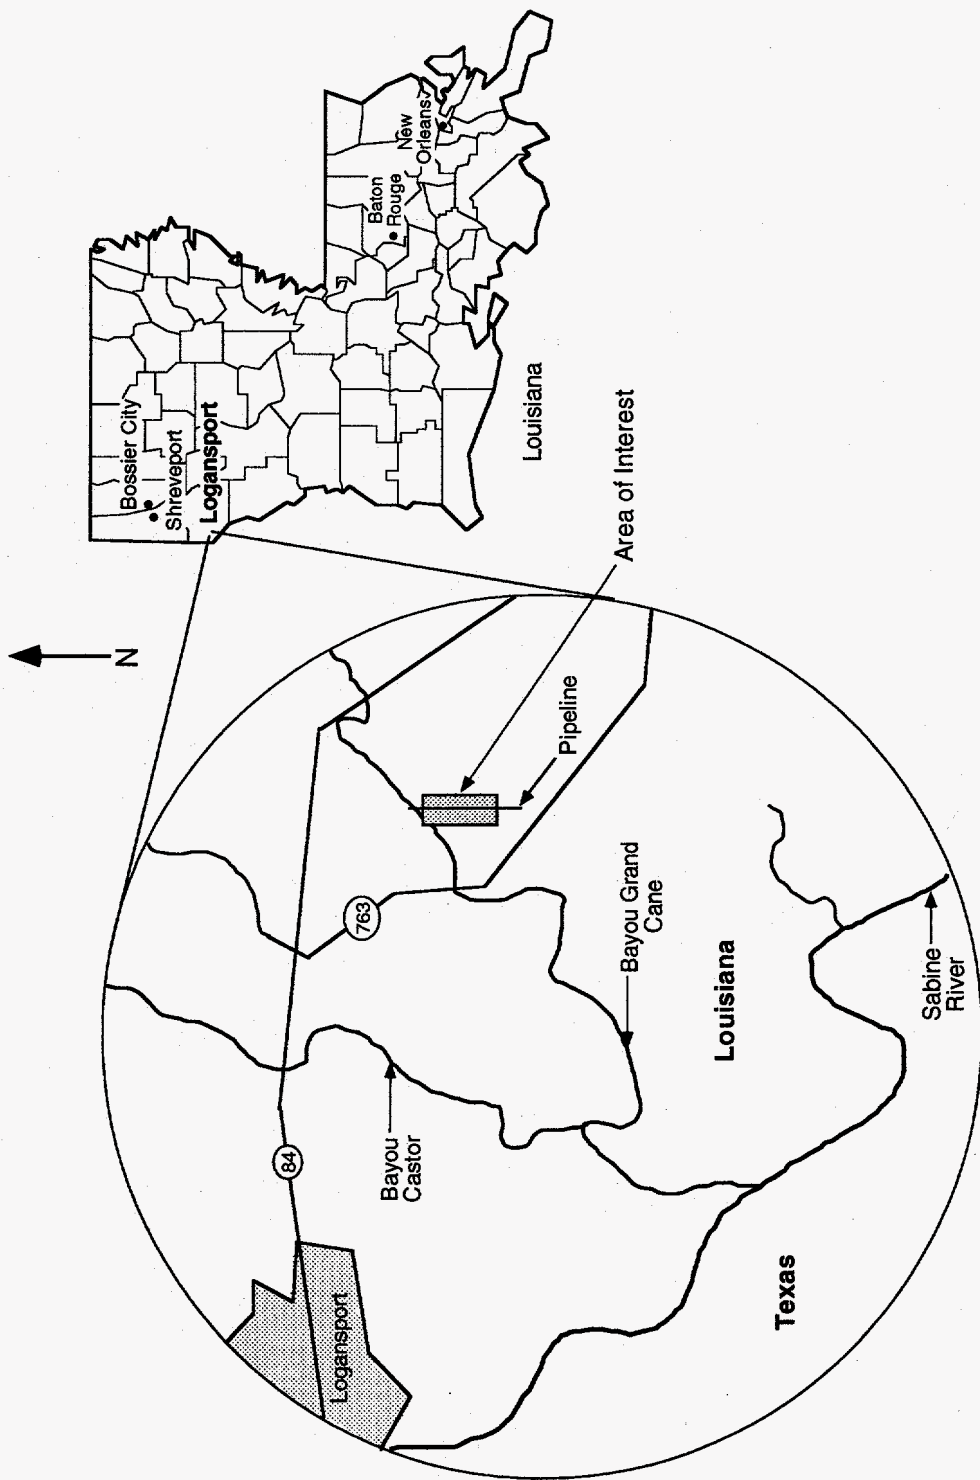 N
Bossier City
Shreveport
Logansport
Baton
Rouge
New
Orleans
Louisiana
Area of Interest
Pipeline
763
84
Logansport
Bayou
Castor
Bayou Grand
Cane
Louisiana
Texas
Sabine
River